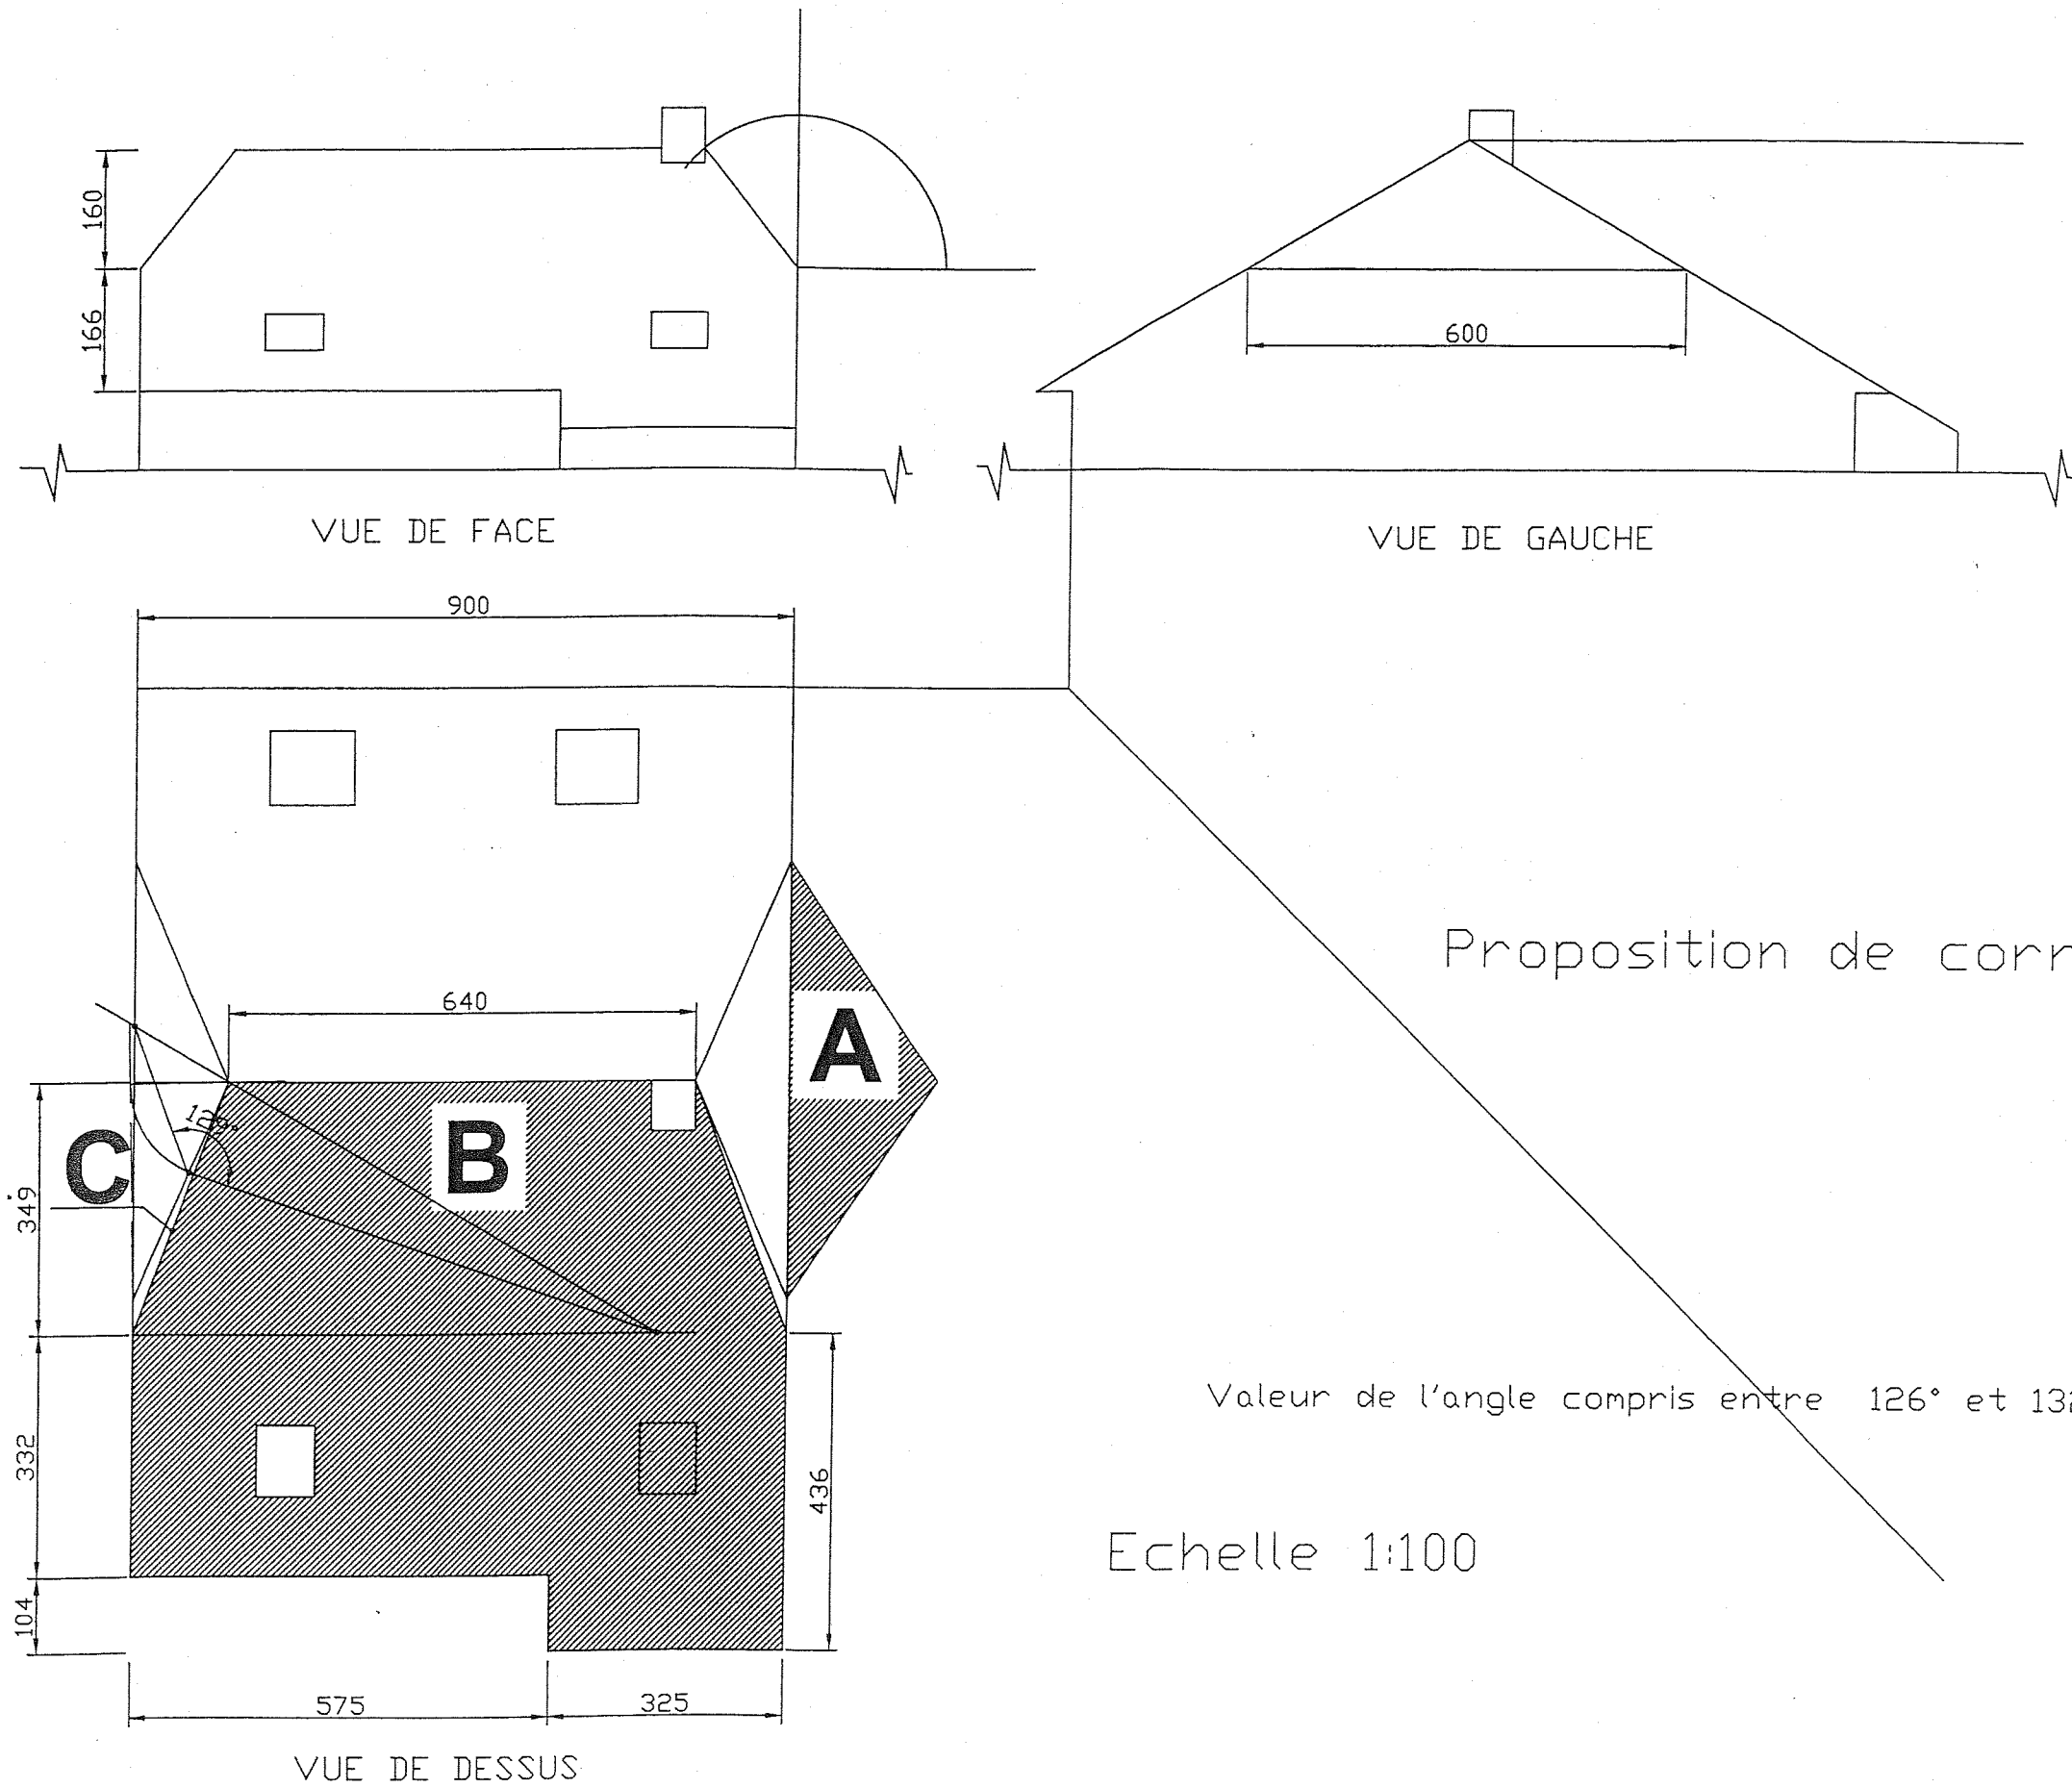 160
166
600
VUE DE FACE
VUE DE GAUCHE
900
Proposition de corr
640
A
B
C
349
Valeur de l'angle compris entre 126° et 132
332
436
Echelle 1:100
104
575
325
VUE DE DESSUS